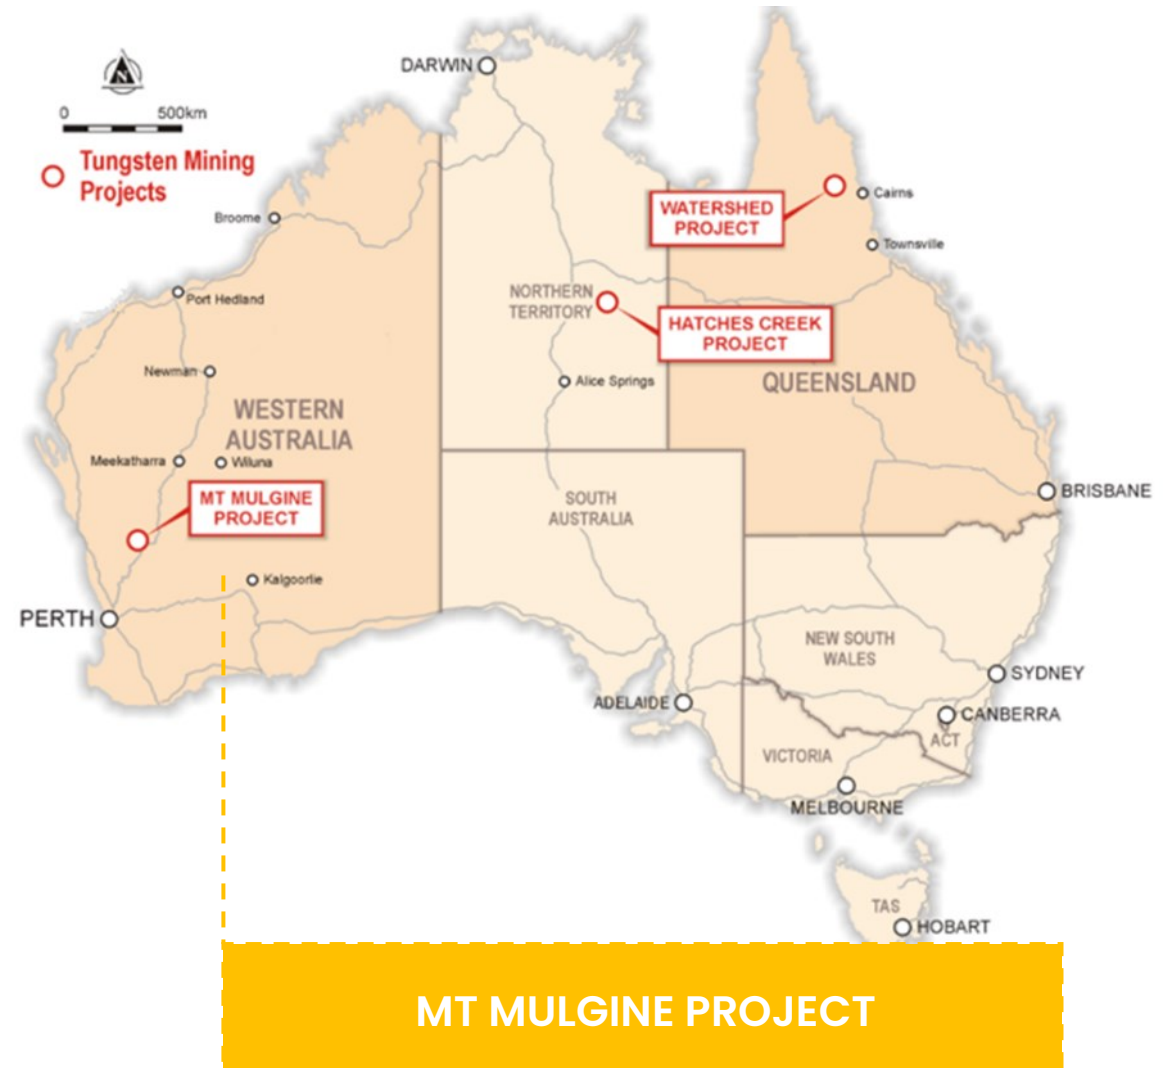 DARWIN
N
0 500km
Tungsten Mining
Projects
WATERSHED
PROJECT
Cairns
Broome
Townsville
Port Hedland
NORTHERN
TERRITORY
HATCHES CREEK
PROJECT
Newman
Alice Springs
QUEENSLAND
WESTERN
AUSTRALIA
Meekatharra
Wiluna
MT MULGINE
PROJECT
SOUTH
AUSTRALIA
BRISBANE
Kalgoorlie
PERTH
NEW SOUTH
WALES
SYDNEY
ADELAIDE
CANBERRA
ACT
VICTORIA
MELBOURNE
TAS
HOBART
MT MULGINE PROJECT